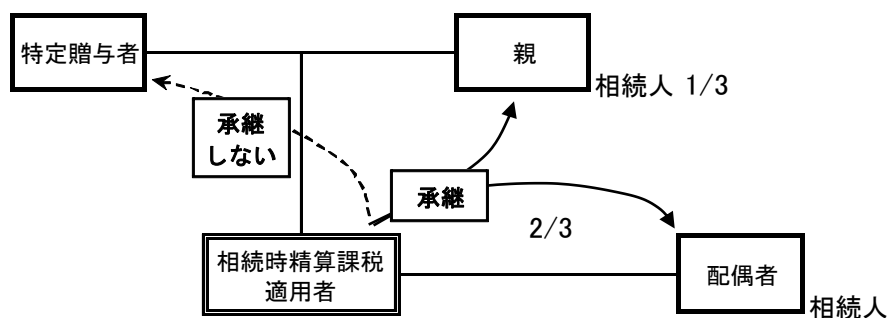 特定贈与者
親
相続人 1/3
承継
しない
承継
2/3
相続時精算課税
適用者
配偶者
相続人